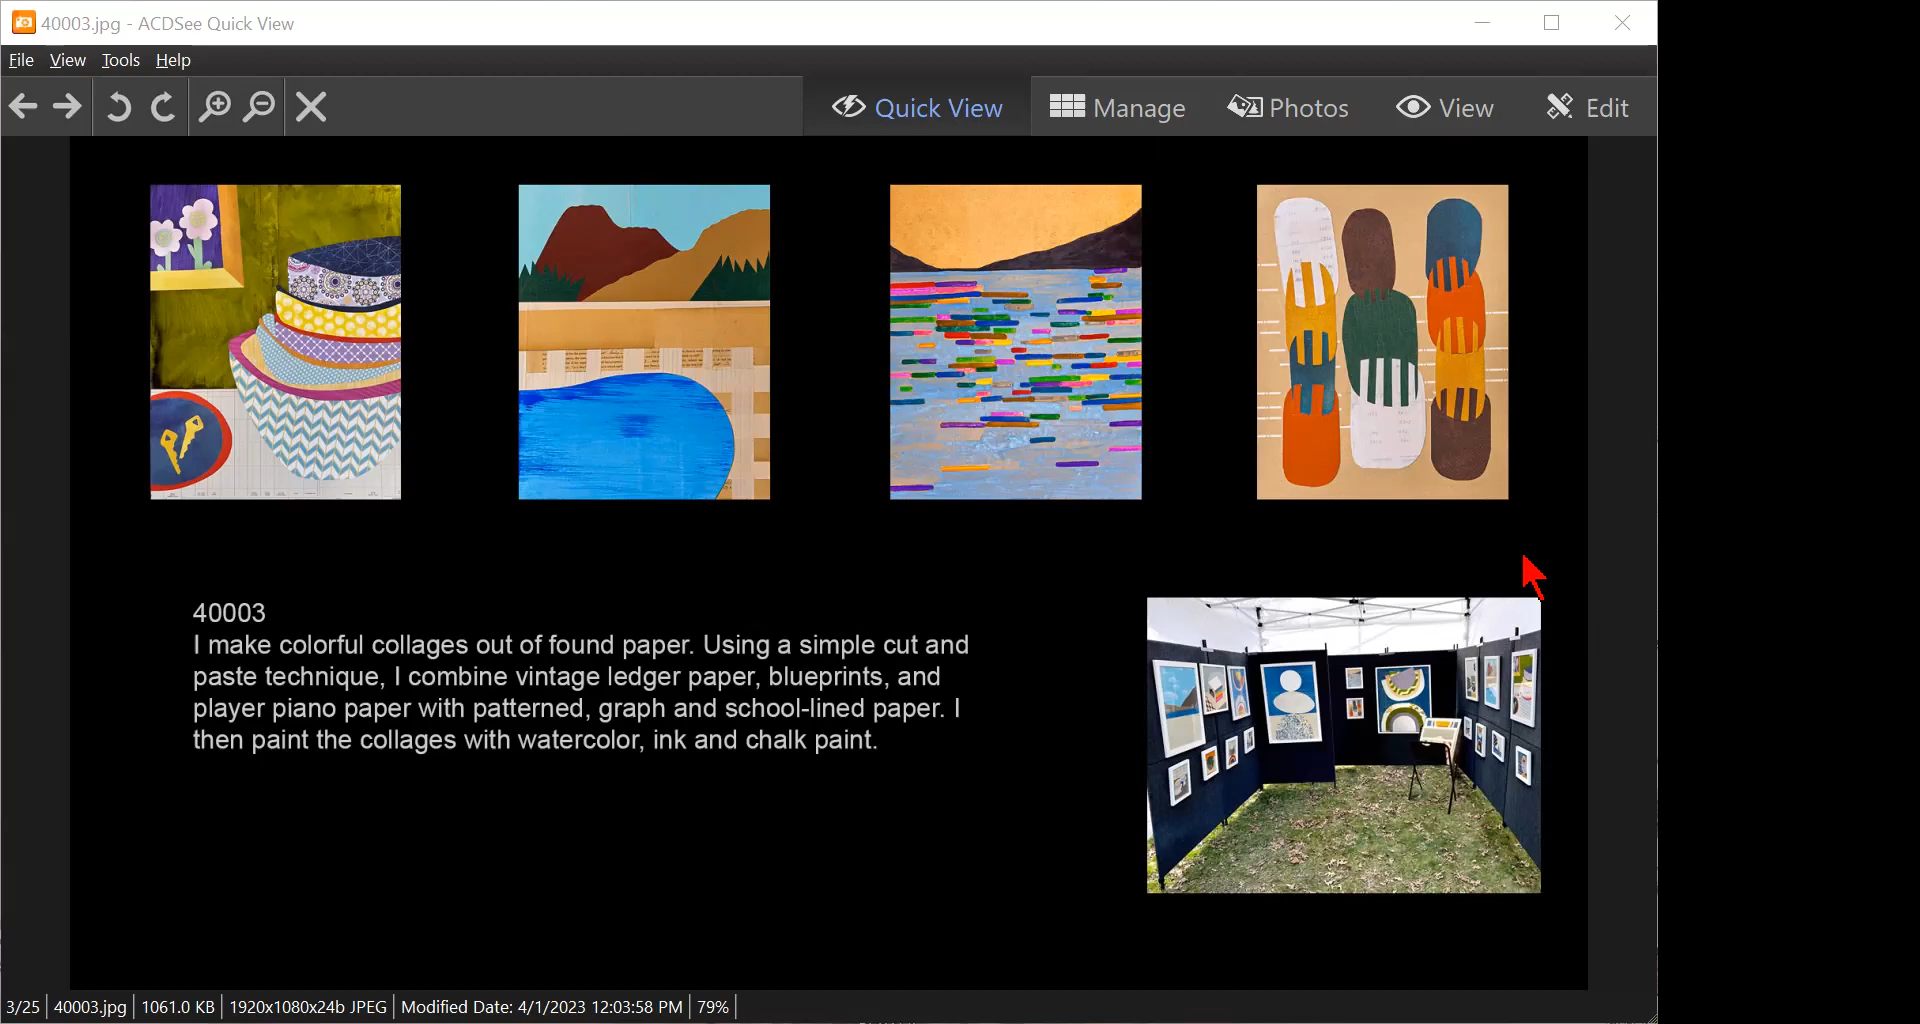 40003.jpg - ACDSee Quick View
File View Tools Help
Quick View Manage Photos View Edit
40003
I make colorful collages out of found paper. Using a simple cut and
paste technique, I combine vintage ledger paper, blueprints, and
player piano paper with patterned, graph and school-lined paper. I
then paint the collages with watercolor, ink and chalk paint.
3/25 40003.jpg 1061.0 KB 1920x1080x24b JPEG Modified Date: 4/1/2023 12:03:58 PM 79%